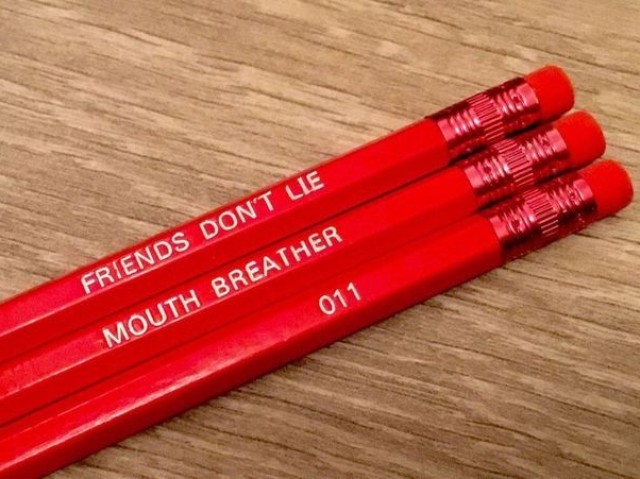 FRIENDS DON'T LIE
MOUTH BREATHER
011